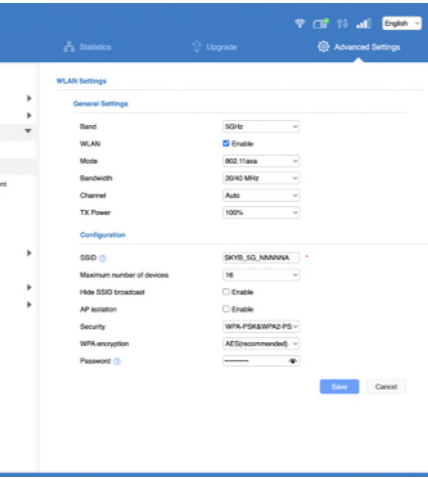 English
Statistics
Upgrade
Advanced Settings
WLAN Settings
General Settings
Band 5GHz
WLAN Enable
Mode 802.11axa
Bandwidth 20/40 MHz
Channel Auto
TX Power 100%
Configuration
SSID SKYB_5G_NNNNNA *
Maximum number of devices 16
Hide SSID broadcast Enable
AP isolation Enable
Security WPA-PSK&WPA2-PS
WPA encryption AES(recommended)
Password ·········
Save Cancel
nt